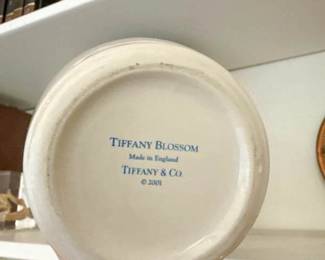 TIFFANY BLOSSOM
Made in England
TIFFANY & CO.
© 2001